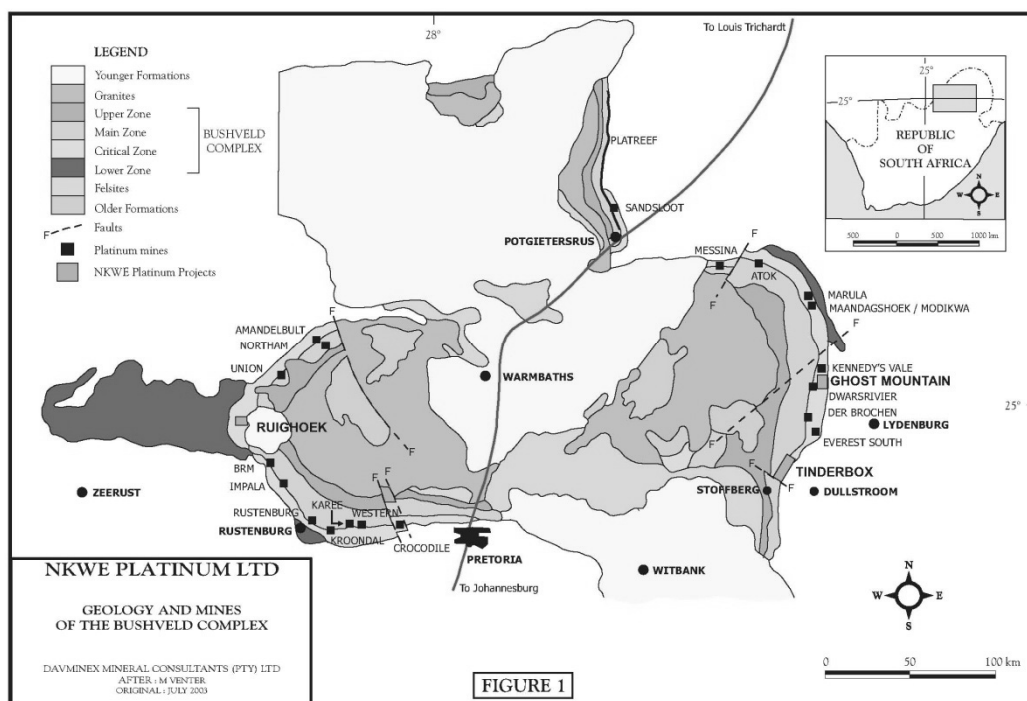 28°
To Louis Trichardt
LEGEND
Younger Formations
Granites
Upper Zone
Main Zone
Critical Zone
Lower Zone
BUSHVELD
COMPLEX
Felsites
Older Formations
F Faults
Platinum mines
NKWE Platinum Projects
25°
25°
REPUBLIC
OF
SOUTH AFRICA
N
W E
S
500 0 500 1000 km
PLATREEF
SANDSLOOT
POTGIETERSRUS
F
MESSINA
ATOK
F
MARULA
MAANDAGSHOEK / MODIKWA
F
AMANDELBULT
NORTHAM
F
UNION
WARMBATHS
KENNEDY'S VALE
GHOST MOUNTAIN
DWARSRIVIER
25°
DER BROCHEN
LYDENBURG
RUIGHOEK
F
F
EVEREST SOUTH
BRM
F
F
TINDERBOX
IMPALA
ZEERUST
STOFFBERG
F
DULLSTROOM
KAREE
RUSTENBURG
WESTERN
RUSTENBURG
KROONDAL
F
CROCODILE
PRETORIA
WITBANK
To Johannesburg
NKWE PLATINUM LTD
GEOLOGY AND MINES
OF THE BUSHVELD COMPLEX
DAVMINEX MINERAL CONSULTANTS (PTY) LTD
AFTER : M VENTER
ORIGINAL : JULY 2003
FIGURE 1
N
W E
S
0 50 100 km